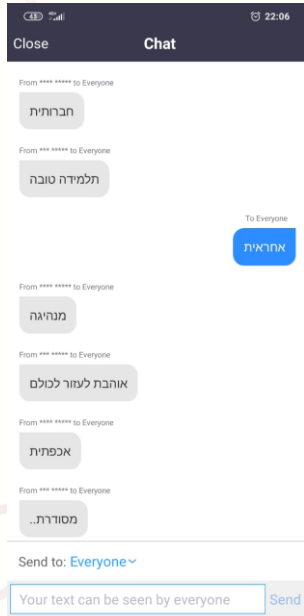 43 22:06
Close Chat
From **** ***** to Everyone
חברותית
From *** ***** to Everyone
תלמידה טובה
To Everyone
אחראית
From **** ***** to Everyone
מנהיגה
From *** ***** to Everyone
אוהבת לעזור לכולם
From *** ***** to Everyone
אכפתית
From *** ***** to Everyone
מסודרת..
Send to: Everyone
Your text can be seen by everyone Send